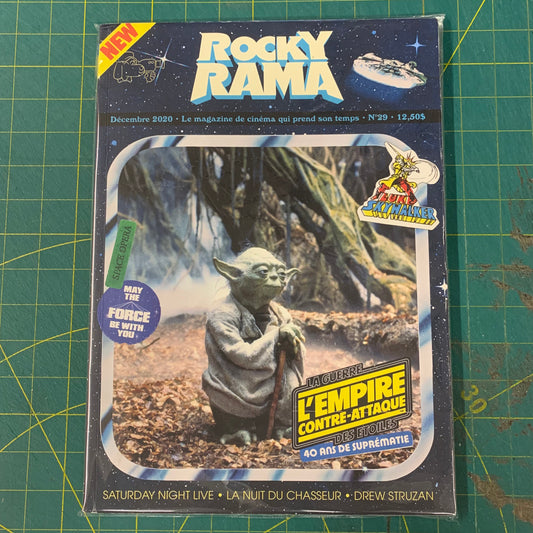 NEW
ROCKY
RAMA
Décembre 2020 • Le magazine de cinéma qui prend son temps • N°29 • 12,50$
LUKE
SKYWALKER
SPACE OPERA
MAY
THE
FORCE
BE WITH
YOU
LA GUERRE
L'EMPIRE
CONTRE-ATTAQUE
DES ETOILES
40 ANS DE SUPRÉMATIE
SATURDAY NIGHT LIVE • LA NUIT DU CHASSEUR • DREW STRUZAN
30